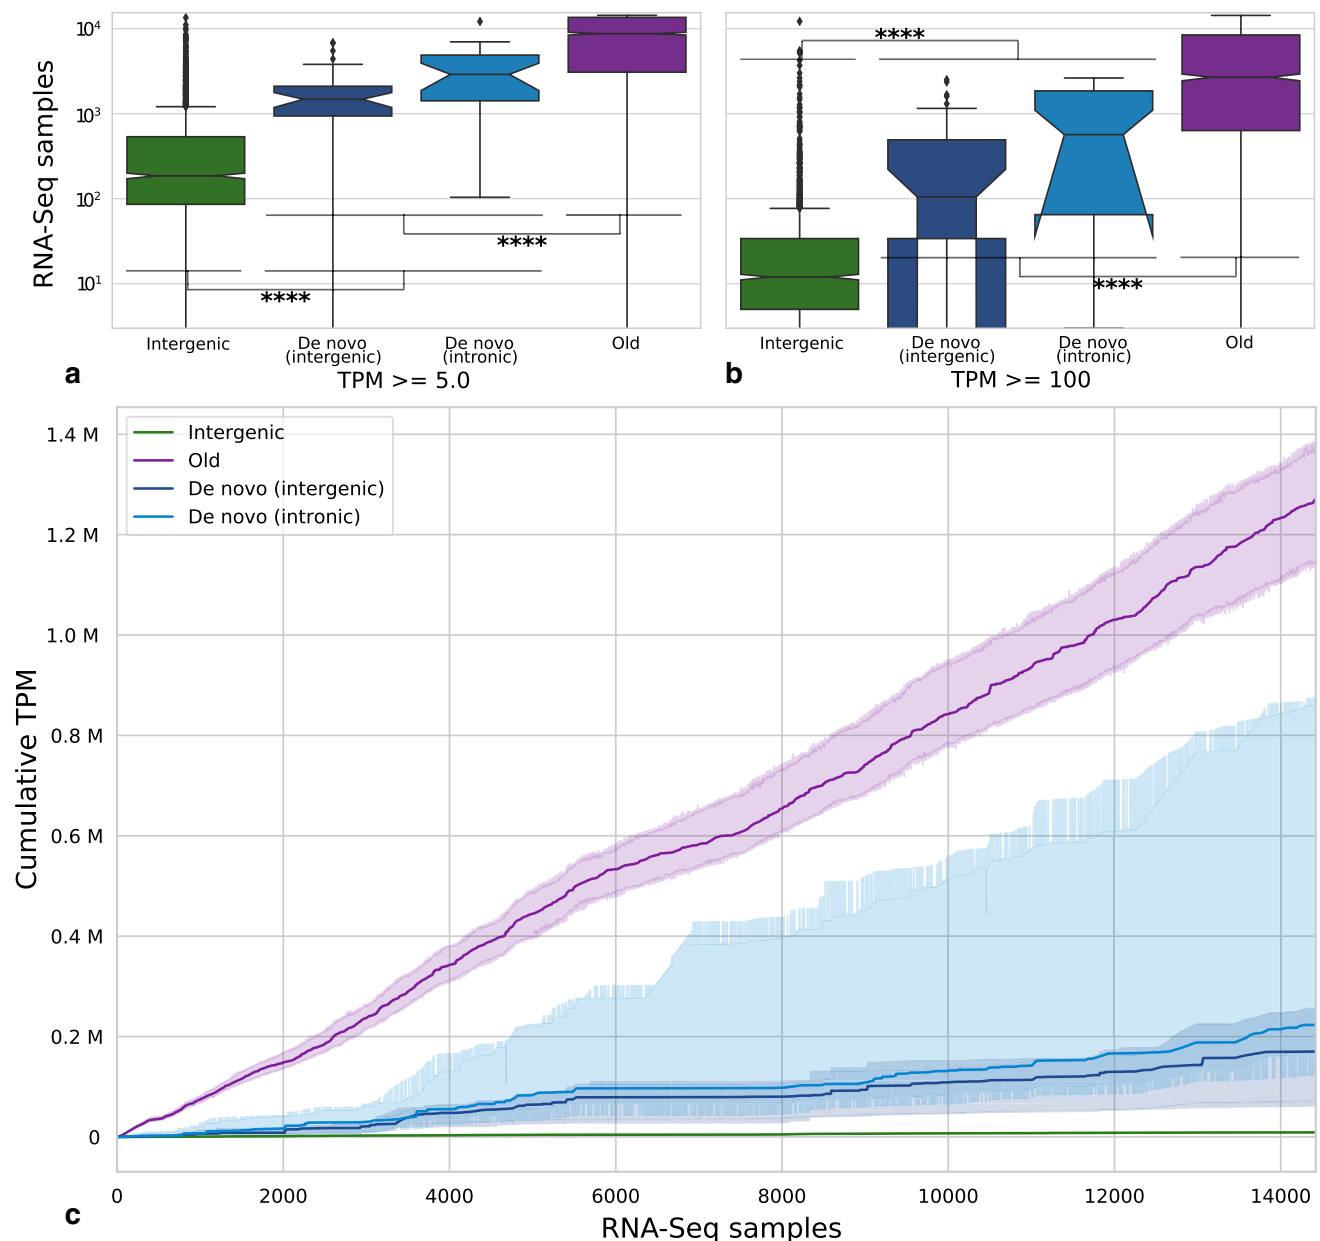 RNA-Seq samples
10⁴
10³
10²
10¹
****
****
Intergenic
De novo
(intergenic)
De novo
(intronic)
Old
a
TPM >= 5.0
****
****
Intergenic
De novo
(intergenic)
De novo
(intronic)
Old
b
TPM >= 100
Cumulative TPM
1.4 M
1.2 M
1.0 M
0.8 M
0.6 M
0.4 M
0.2 M
0
Intergenic
Old
De novo (intergenic)
De novo (intronic)
0 2000 4000 6000 8000 10000 12000 14000
c
RNA-Seq samples